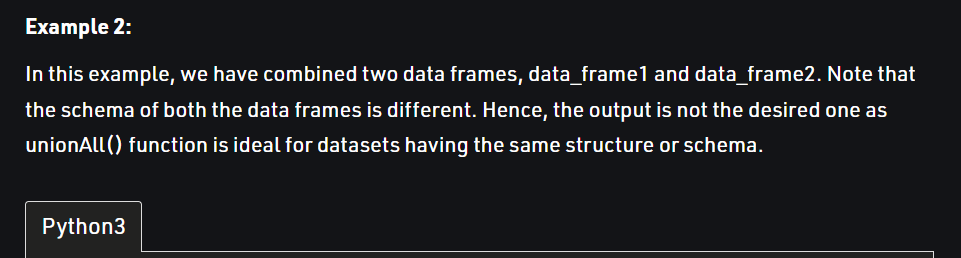 Example 2:
In this example, we have combined two data frames, data_frame1 and data_frame2. Note that
the schema of both the data frames is different. Hence, the output is not the desired one as
unionAll() function is ideal for datasets having the same structure or schema.
Python3